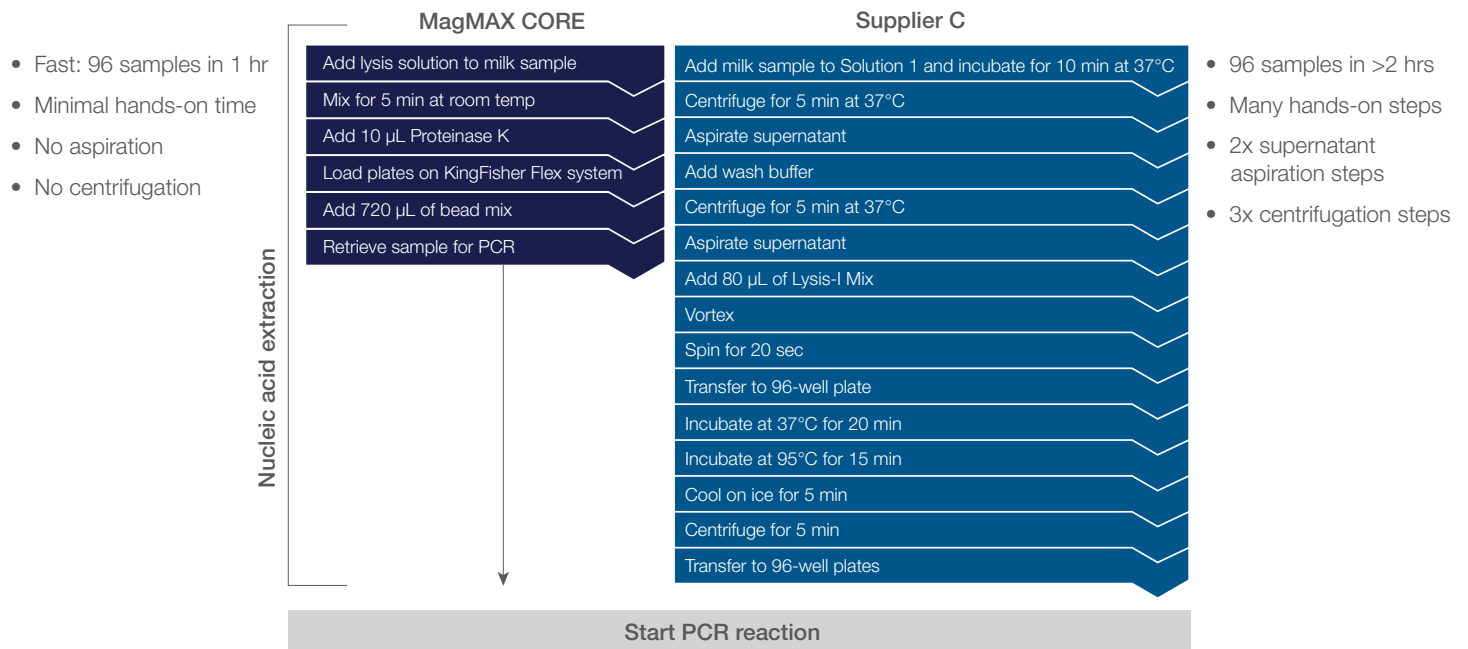 MagMAX CORE
Supplier C
• Fast: 96 samples in 1 hr
• Minimal hands-on time
• No aspiration
• No centrifugation
Nucleic acid extraction
Add lysis solution to milk sample
Mix for 5 min at room temp
Add 10 µL Proteinase K
Load plates on KingFisher Flex system
Add 720 µL of bead mix
Retrieve sample for PCR
Add milk sample to Solution 1 and incubate for 10 min at 37°C
Centrifuge for 5 min at 37°C
Aspirate supernatant
Add wash buffer
Centrifuge for 5 min at 37°C
Aspirate supernatant
Add 80 µL of Lysis-I Mix
Vortex
Spin for 20 sec
Transfer to 96-well plate
Incubate at 37°C for 20 min
Incubate at 95°C for 15 min
Cool on ice for 5 min
Centrifuge for 5 min
Transfer to 96-well plates
• 96 samples in >2 hrs
• Many hands-on steps
• 2x supernatant
aspiration steps
• 3x centrifugation steps
Start PCR reaction